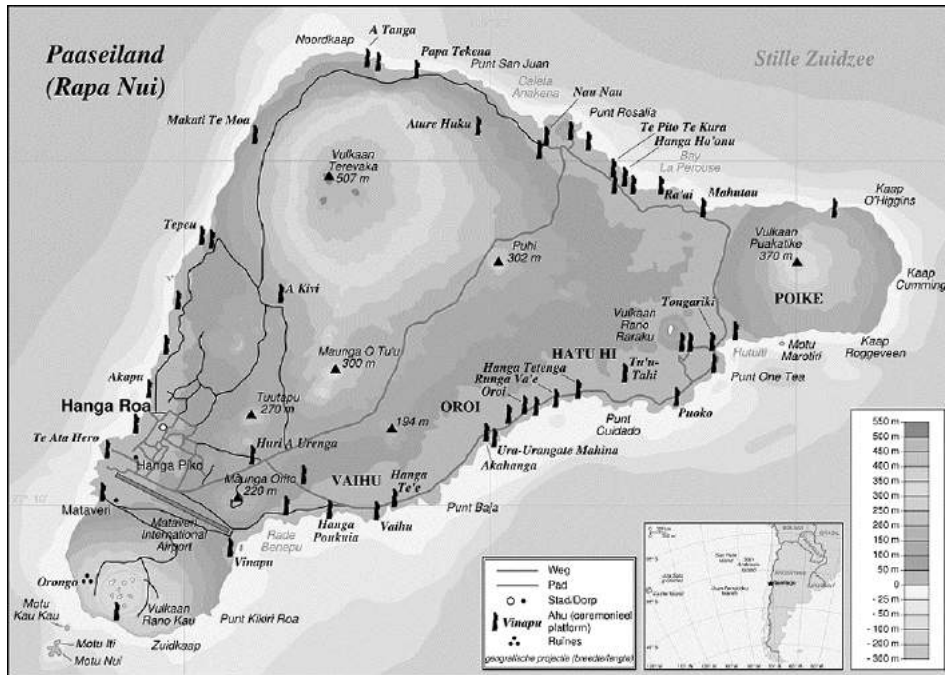 Paaseiland
(Rapa Nui)
Noordkaap
A Tanga
Papa Tekena
Punt San Juan
Caleta
Anakena
Stille Zuidzee
Nau Nau
Punt Rosalia
Makati Te Moa
Ature Huku
Te Pito Te Kura
Hanga Ho'onu
Bay
La Perouse
Vulkaan
Terevaka
507 m
Ra'ai
Mahutau
Kaap
O'Higgins
Tepeu
Puhi
302 m
Vulkaan
Puakatike
370 m
Kaap
Cumming
POIKE
A Kivi
Tongariki
Vulkaan
Rano
Raraku
Motu
Marotiri
Kaap
Roggeveen
Hutuiti
Maunga O Tu'u
300 m
HATU HI
Hanga Tetenga
Runga Va'e
Oroi
Tu'u-
Tahi
Punt One Tea
Akapu
Hanga Roa
Tuutapu
270 m
OROI
194 m
Punt
Cuidado
Puoko
Te Ata Hero
Huri A Urenga
Ura-Urangate Mahina
Akahanga
Hanga Piko
VAIHU
Hanga
Te'e
Maunga Orito
220 m
Mataveri
Punt Baja
Mataveri
International
Airport
Rada
Benepu
Hanga
Poukuia
Vaihu
Vinapu
Orongo
Motu
Kau Kau
Vulkaan
Rano Kau
Punt Kikiri Roa
Motu Iti
Motu Nui
Zuidkaap
Weg
Pad
Stad/Dorp
Vinapu
Ahu (ceremonieel
platform)
Ruïnes
geografische projectie (breedte/lengte)
550 m
500 m
450 m
400 m
350 m
300 m
250 m
200 m
150 m
100 m
50 m
0
- 25 m
- 50 m
- 100 m
- 200 m
- 300 m